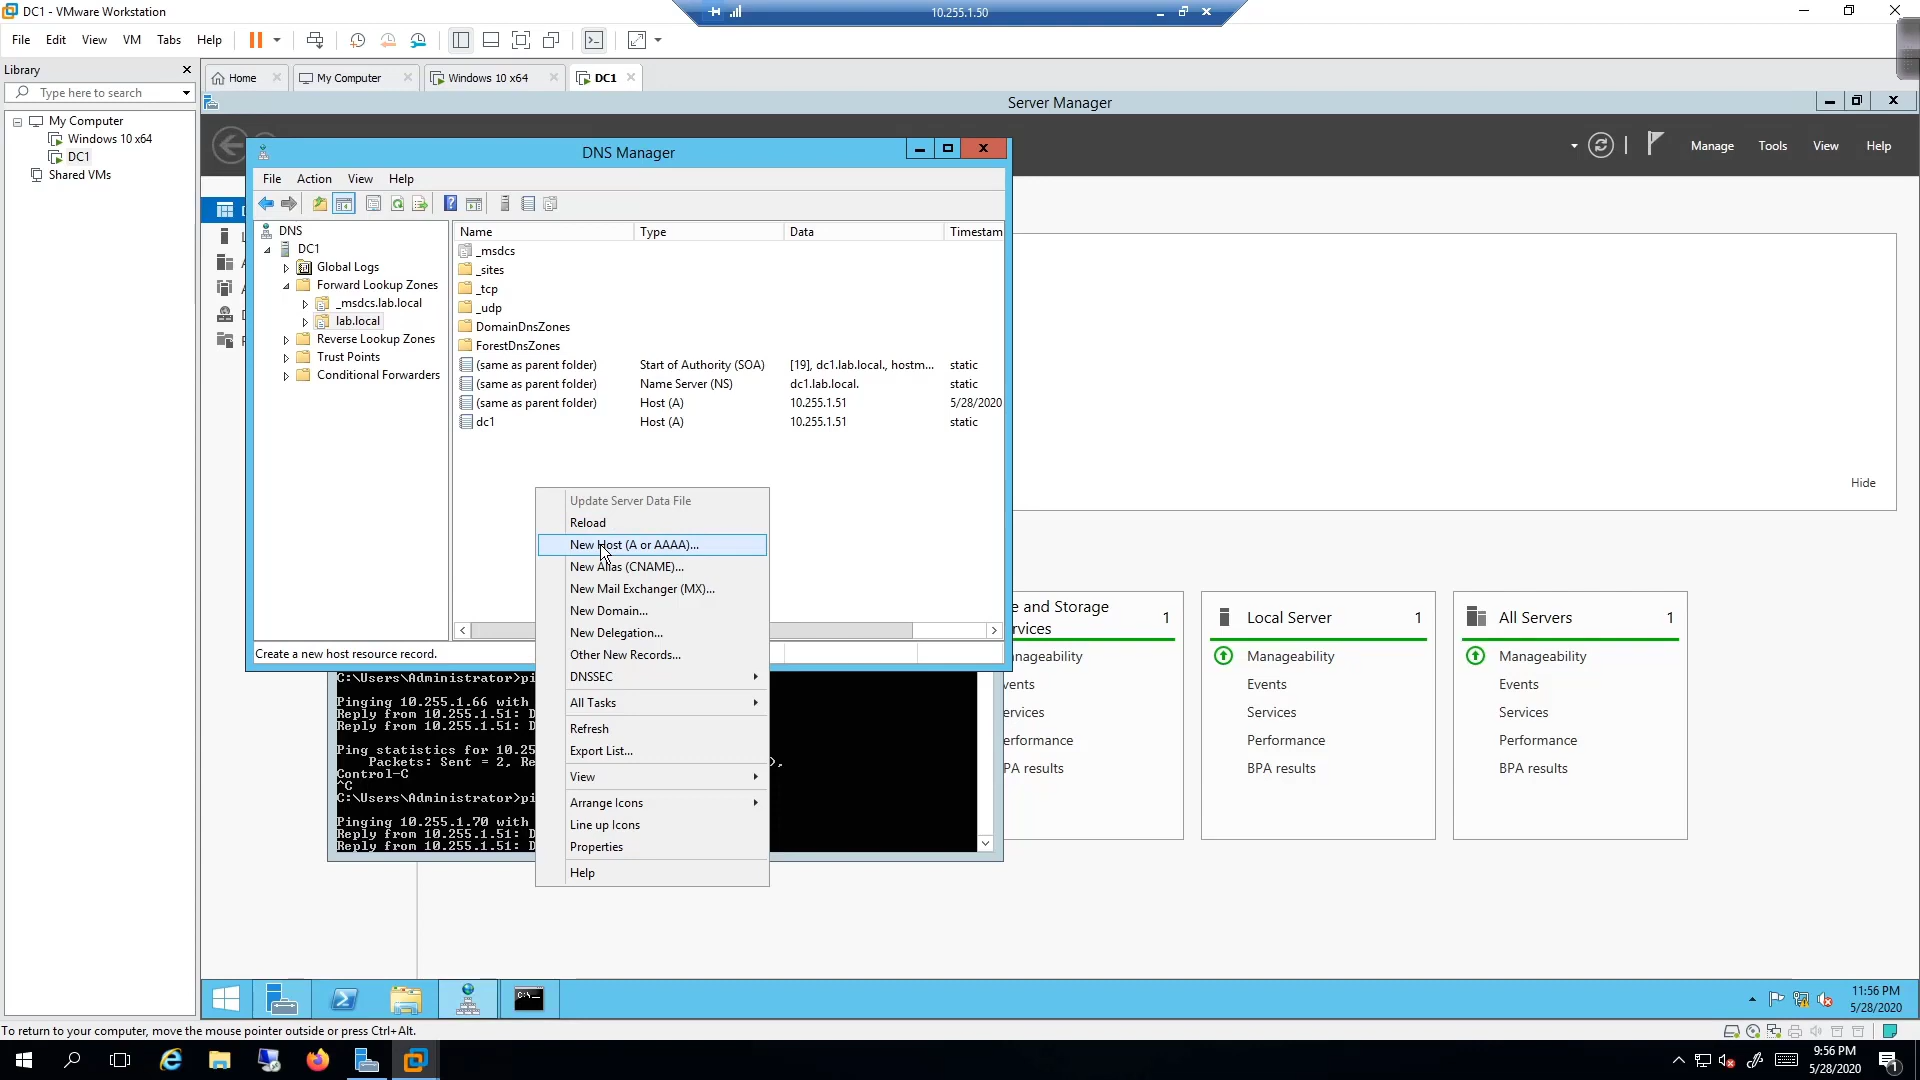 DC1 - VMware Workstation
10.255.1.50
File Edit View VM Tabs Help
Library
Type here to search
My Computer
Windows 10 x64
DC1
Shared VMs
Home
My Computer
Windows 10 x64
DC1
Server Manager
Manage Tools View Help
DNS Manager
File Action View Help
DNS
DC1
Global Logs
Forward Lookup Zones
_msdcs.lab.local
lab.local
Reverse Lookup Zones
Trust Points
Conditional Forwarders
Name Type Data Timestam
_msdcs
_sites
_tcp
_udp
DomainDnsZones
ForestDnsZones
(same as parent folder) Start of Authority (SOA) [19], dc1.lab.local., hostm... static
(same as parent folder) Name Server (NS) dc1.lab.local. static
(same as parent folder) Host (A) 10.255.1.51 5/28/2020
dc1 Host (A) 10.255.1.51 static
Create a new host resource record.
Update Server Data File
Reload
New Host (A or AAAA)...
New Alias (CNAME)...
New Mail Exchanger (MX)...
New Domain...
New Delegation...
Other New Records...
DNSSEC
All Tasks
Refresh
Export List...
View
Arrange Icons
Line up Icons
Properties
Help
C:\Users\Administrator>pi
Pinging 10.255.1.66 with
Reply from 10.255.1.51: D
Reply from 10.255.1.51: D
Ping statistics for 10.25
Packets: Sent = 2, Re
Control-C
^C
C:\Users\Administrator>pi
Pinging 10.255.1.70 with
Reply from 10.255.1.51: D
Reply from 10.255.1.51: D
Hide
e and Storage
rvices
1
anageability
vents
ervices
erformance
PA results
Local Server 1
Manageability
Events
Services
Performance
BPA results
All Servers 1
Manageability
Events
Services
Performance
BPA results
11:56 PM
5/28/2020
To return to your computer, move the mouse pointer outside or press Ctrl+Alt.
9:56 PM
5/28/2020
1